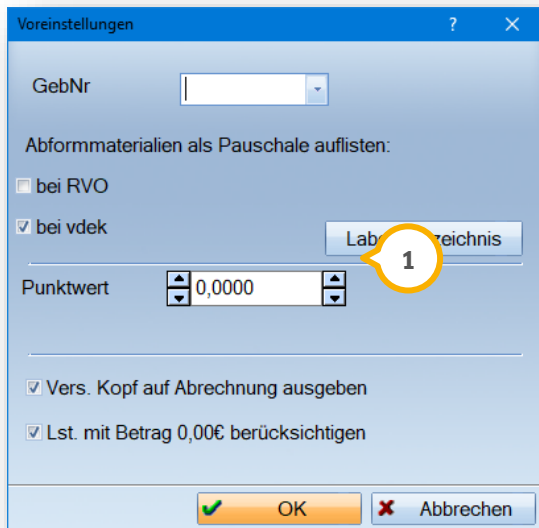 Voreinstellungen ?
GebNr
Abformmaterialien als Pauschale auflisten:
bei RVO
bei vdek
1
Punktwert 0,0000
Vers. Kopf auf Abrechnung ausgeben
Lst. mit Betrag 0,00€ berücksichtigen
OK Abbrechen